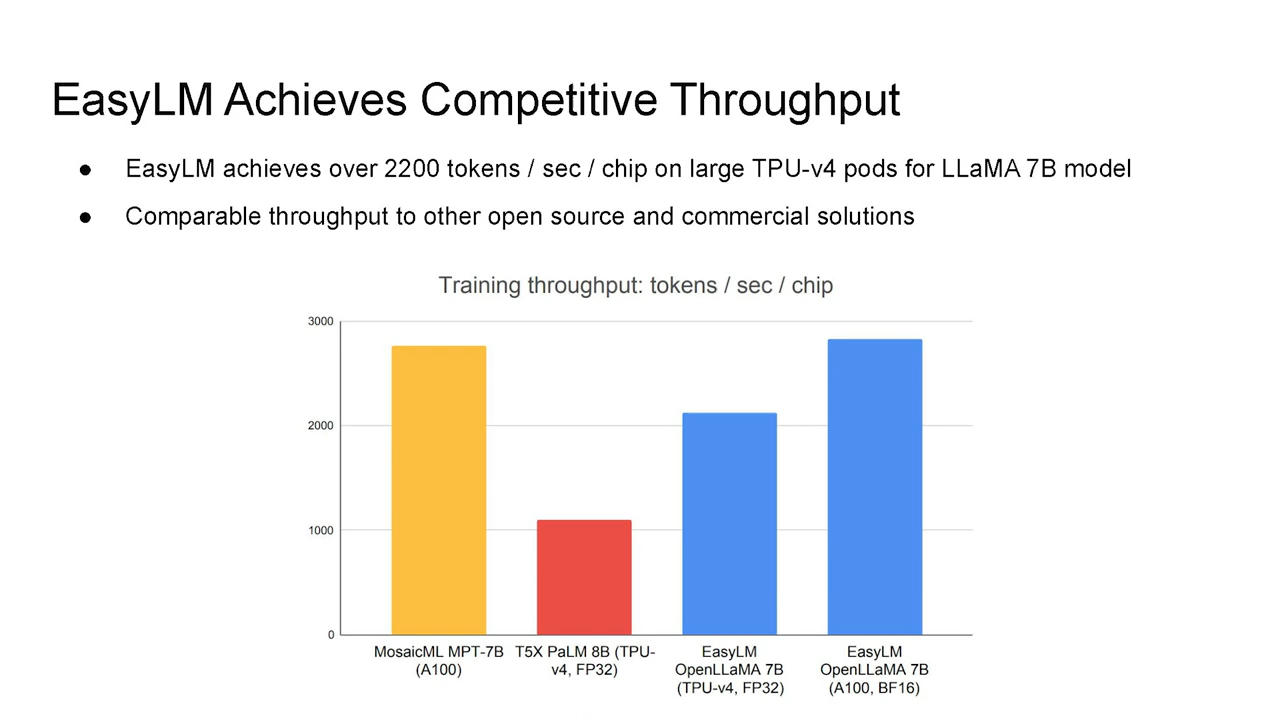 EasyLM Achieves Competitive Throughput
● EasyLM achieves over 2200 tokens / sec / chip on large TPU-v4 pods for LLaMA 7B model
● Comparable throughput to other open source and commercial solutions
Training throughput: tokens / sec / chip
3000
2000
1000
0
MosaicML MPT-7B
(A100)
T5X PaLM 8B (TPU-
v4, FP32)
EasyLM
OpenLLaMA 7B
(TPU-v4, FP32)
EasyLM
OpenLLaMA 7B
(A100, BF16)